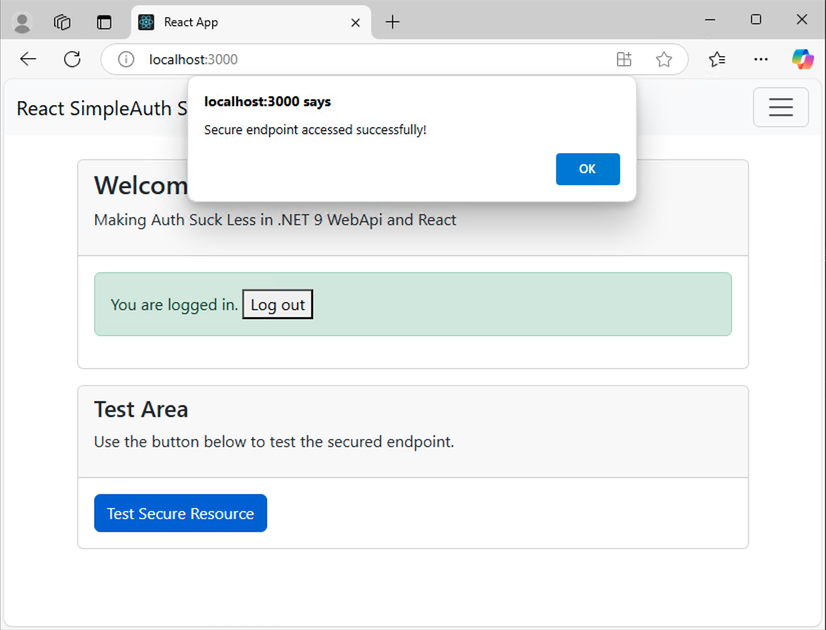 React App
localhost:3000
localhost:3000 says
Secure endpoint accessed successfully!
OK
React SimpleAuth S
Welcom
Making Auth Suck Less in .NET 9 WebApi and React
You are logged in. Log out
Test Area
Use the button below to test the secured endpoint.
Test Secure Resource